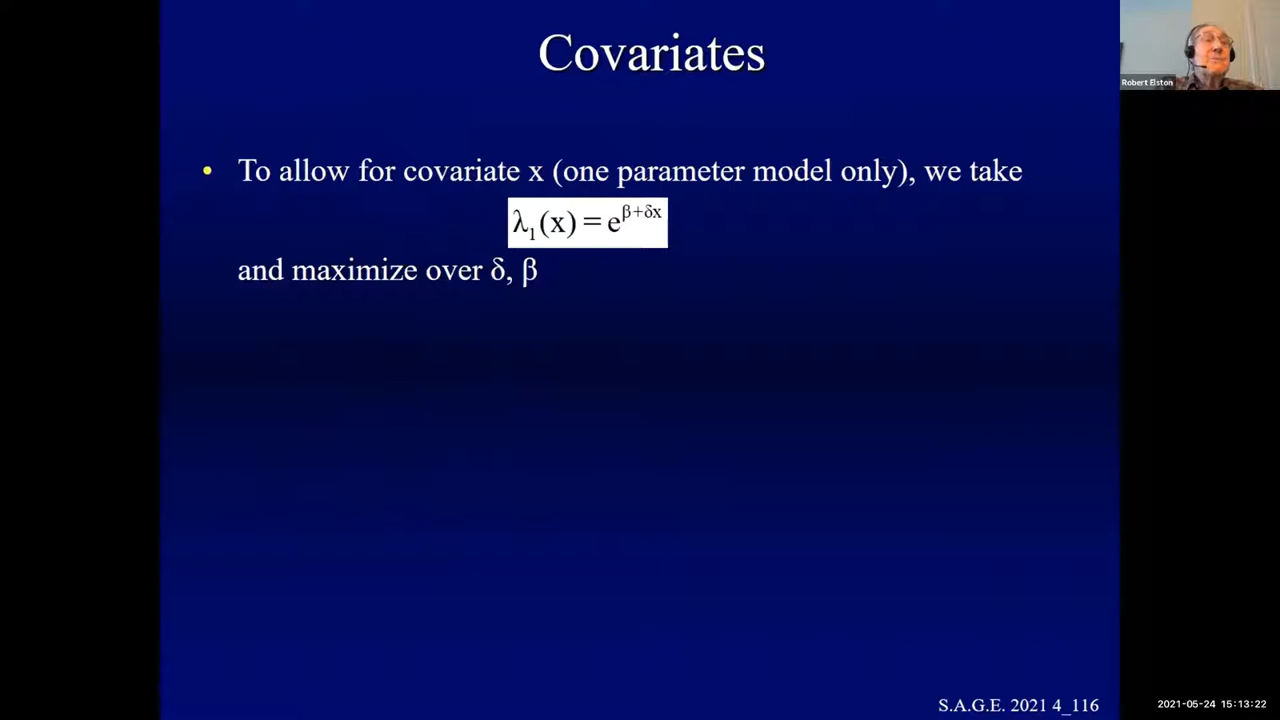 Covariates
Robert Elston
• To allow for covariate x (one parameter model only), we take
λ₁(x) = e^{β+δx}
and maximize over δ, β
S.A.G.E. 2021 4_116
2021-05-24 15:13:22